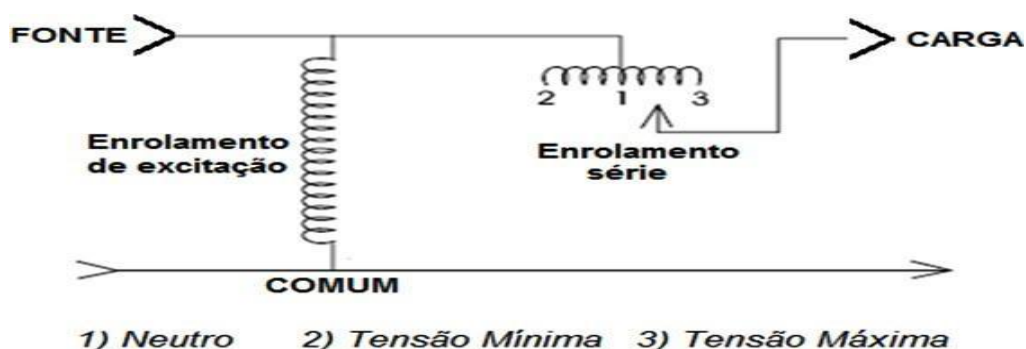 FONTE
CARGA
2 1 3
Enrolamento
de excitação
Enrolamento
série
COMUM
1) Neutro 2) Tensão Mínima 3) Tensão Máxima